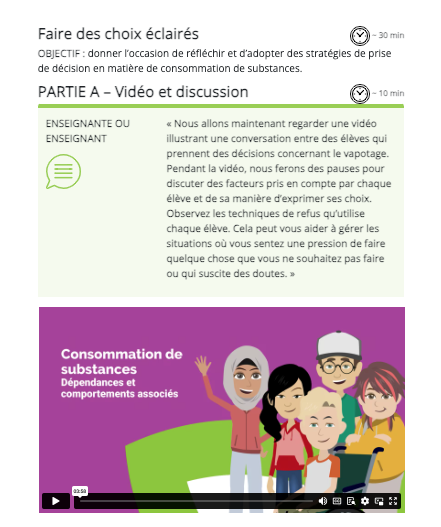 Faire des choix éclairés
~ 30 min
OBJECTIF : donner l'occasion de réfléchir et d'adopter des stratégies de prise
de décision en matière de consommation de substances.
PARTIE A – Vidéo et discussion
~ 10 min
ENSEIGNANTE OU
ENSEIGNANT
« Nous allons maintenant regarder une vidéo
illustrant une conversation entre des élèves qui
prennent des décisions concernant le vapotage.
Pendant la vidéo, nous ferons des pauses pour
discuter des facteurs pris en compte par chaque
élève et de sa manière d'exprimer ses choix.
Observez les techniques de refus qu'utilise
chaque élève. Cela peut vous aider à gérer les
situations où vous sentez une pression de faire
quelque chose que vous ne souhaitez pas faire
ou qui suscite des doutes. »
Consommation de
substances
Dépendances et
comportements associés
03:58